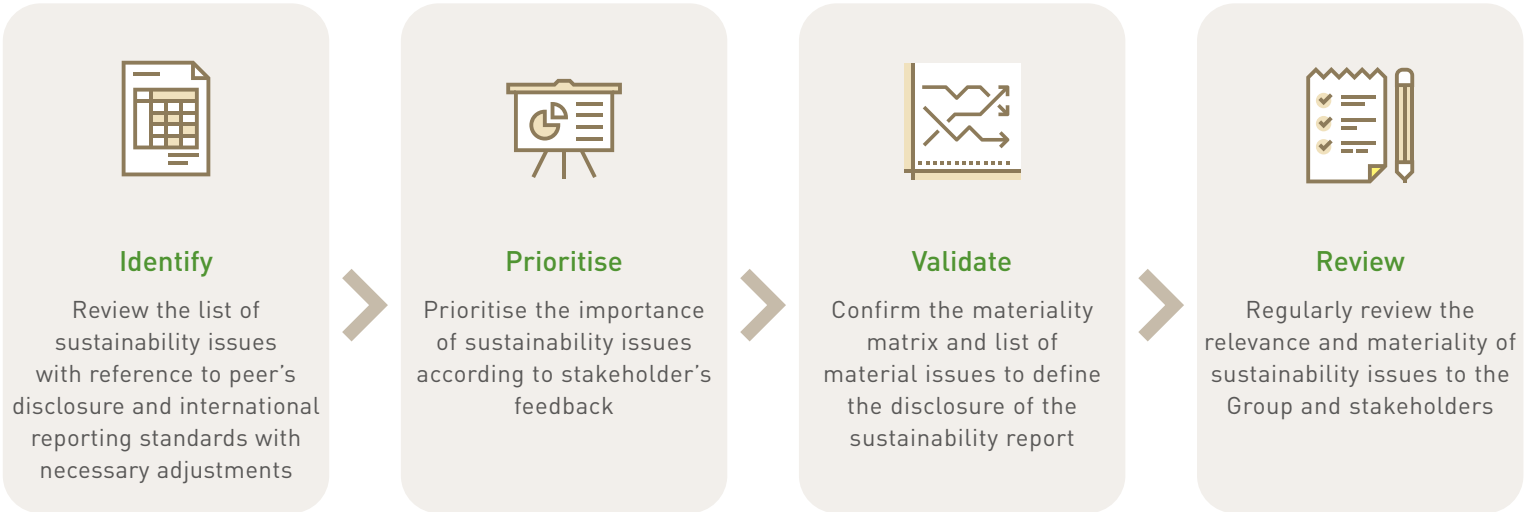 Identify
Review the list of
sustainability issues
with reference to peer’s
disclosure and international
reporting standards with
necessary adjustments
Prioritise
Prioritise the importance
of sustainability issues
according to stakeholder’s
feedback
Validate
Confirm the materiality
matrix and list of
material issues to define
the disclosure of the
sustainability report
Review
Regularly review the
relevance and materiality of
sustainability issues to the
Group and stakeholders